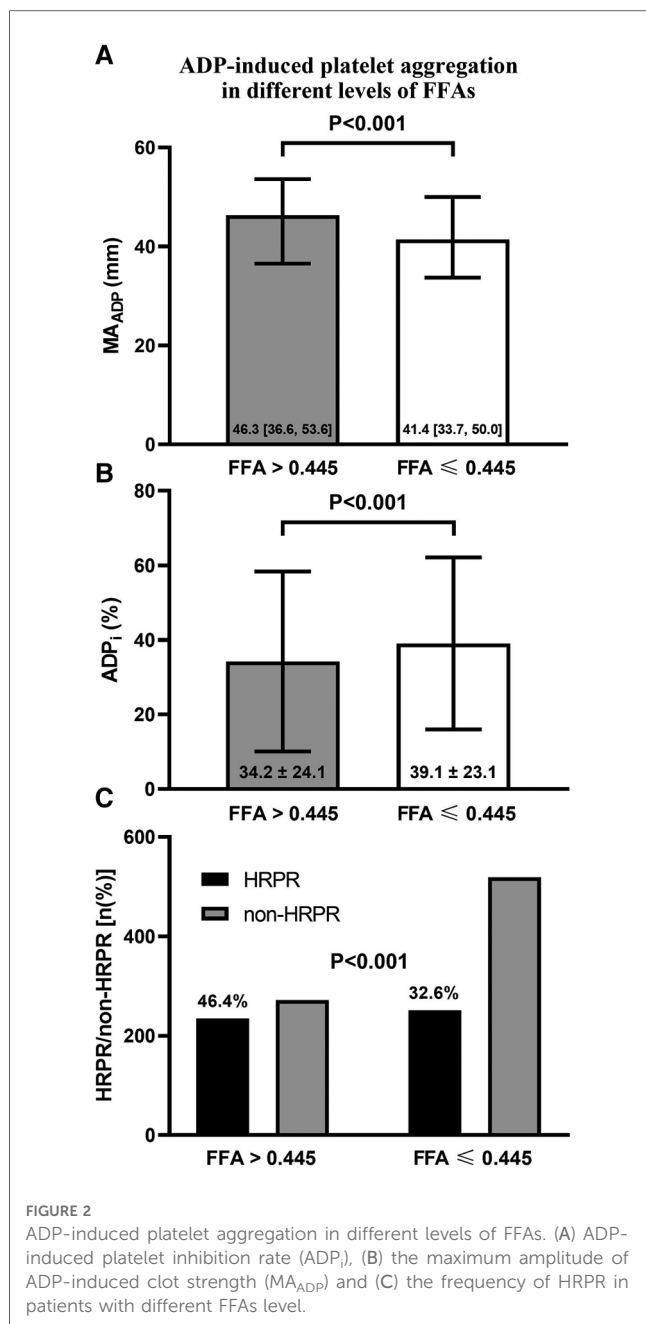 A
ADP-induced platelet aggregation
in different levels of FFAs
P<0.001
60
40
20
0
MA_ADP (mm)
46.3 [36.6, 53.6]
41.4 [33.7, 50.0]
FFA > 0.445
FFA ⩽ 0.445
B
P<0.001
80
60
40
20
0
ADP_i (%)
34.2 ± 24.1
39.1 ± 23.1
FFA > 0.445
FFA ⩽ 0.445
C
600
400
200
0
HRPR/non-HRPR [n(%)]
HRPR
non-HRPR
P<0.001
46.4%
32.6%
FFA > 0.445
FFA ⩽ 0.445
FIGURE 2
ADP-induced platelet aggregation in different levels of FFAs. (A) ADP-
induced platelet inhibition rate (ADP_i), (B) the maximum amplitude of
ADP-induced clot strength (MA_ADP) and (C) the frequency of HRPR in
patients with different FFAs level.